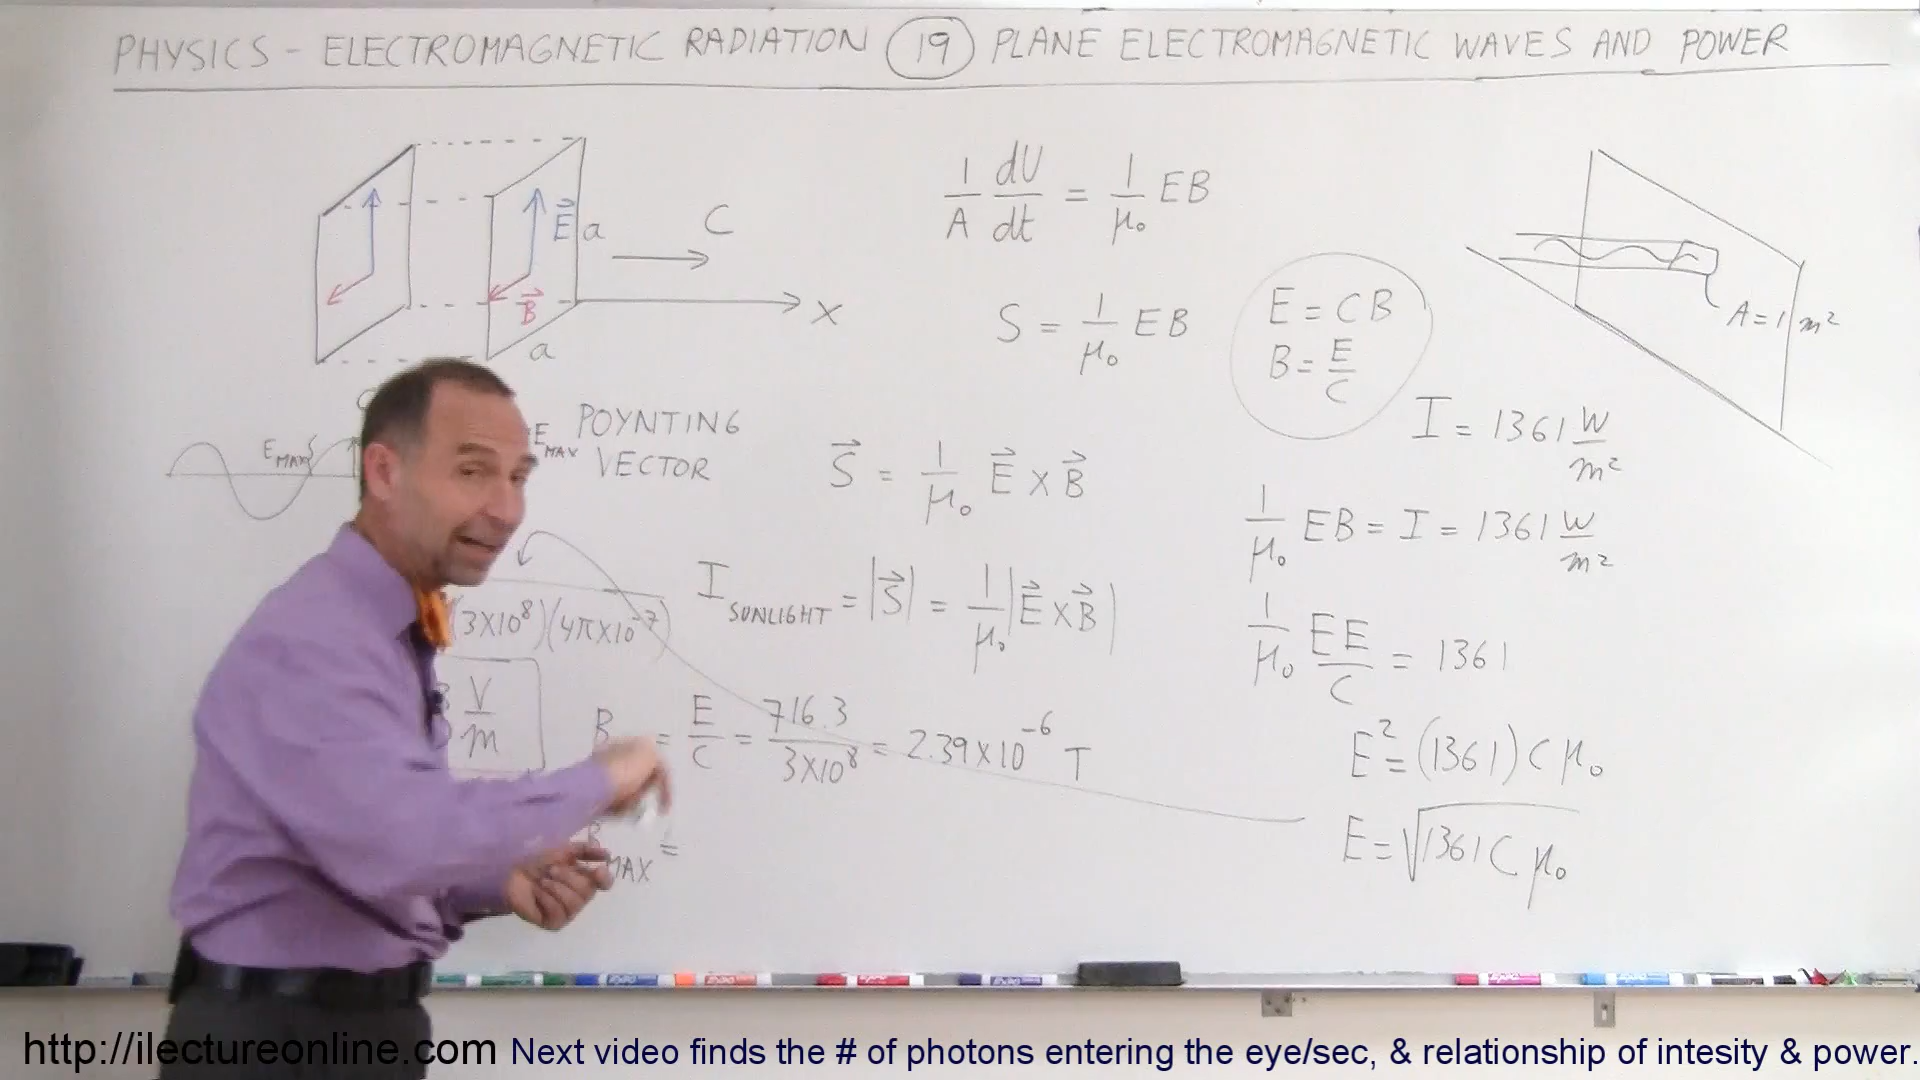 PHYSICS - ELECTROMAGNETIC RADIATION 19 PLANE ELECTROMAGNETIC WAVES AND POWER
E⃗ a
C
B⃗
a
X
1/A dU/dt = 1/μ₀ EB
S = 1/μ₀ EB
E = CB
B = E/C
A = 1 m²
E MAX
E MAX
POYNTING
VECTOR
S⃗ = 1/μ₀ E⃗ X B⃗
I SUNLIGHT = |S⃗| = 1/μ₀ |E⃗ X B⃗|
(3X10⁸)(4πX10⁻⁷)
V/m
B = E/C = 716.3/3X10⁸ = 2.39X10⁻⁶ T
B MAX =
I = 1361 W/m²
1/μ₀ EB = I = 1361 W/m²
1/μ₀ EE/C = 1361
E² = (1361) C μ₀
E = √1361 C μ₀
EXPO
http://ilectureonline.com Next video finds the # of photons entering the eye/sec, & relationship of intesity & power.